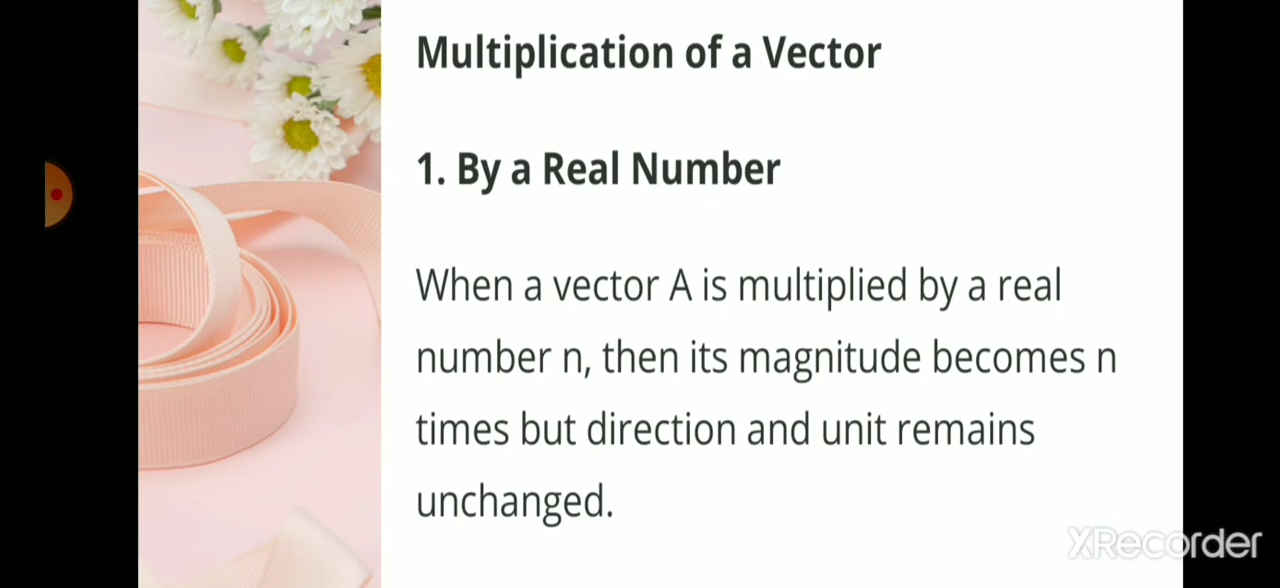 Multiplication of a Vector
1. By a Real Number
When a vector A is multiplied by a real
number n, then its magnitude becomes n
times but direction and unit remains
unchanged.
XRecorder